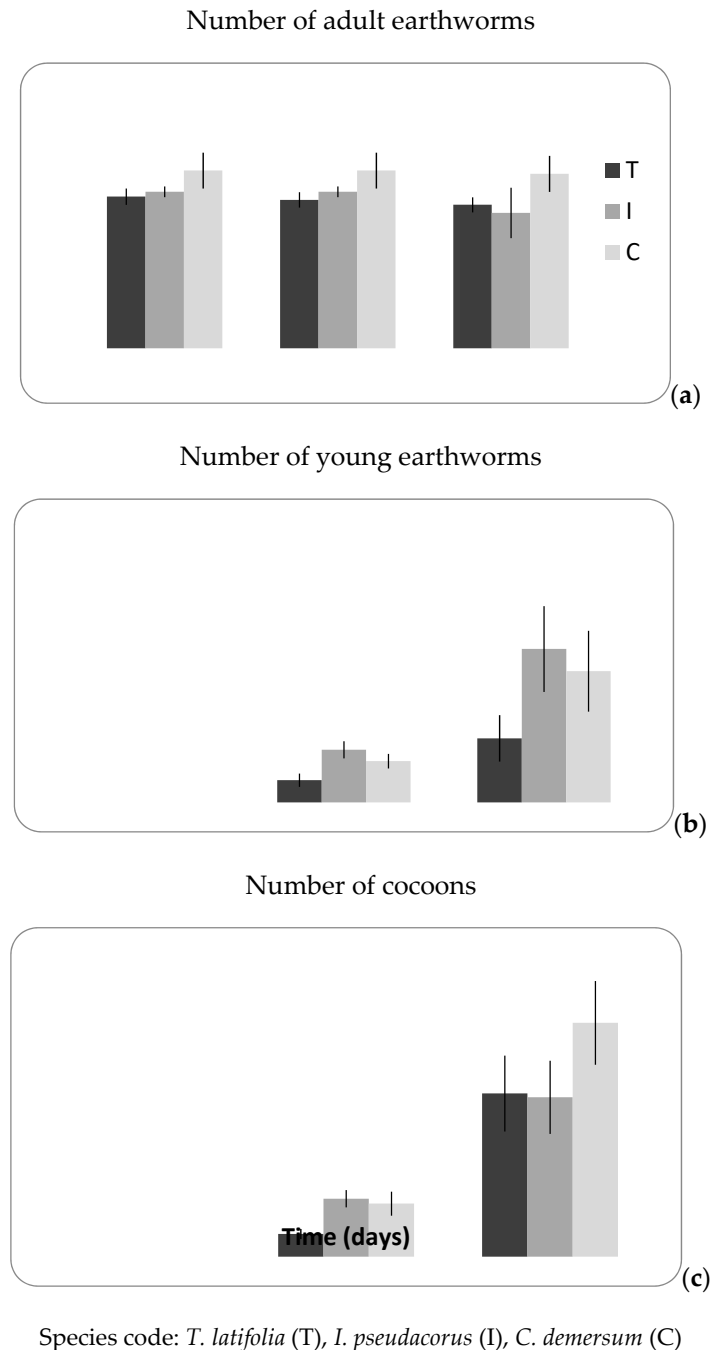 Number of adult earthworms
T
I
C
(a)
Number of young earthworms
(b)
Number of cocoons
Time (days)
(c)
Species code: T. latifolia (T), I. pseudacorus (I), C. demersum (C)